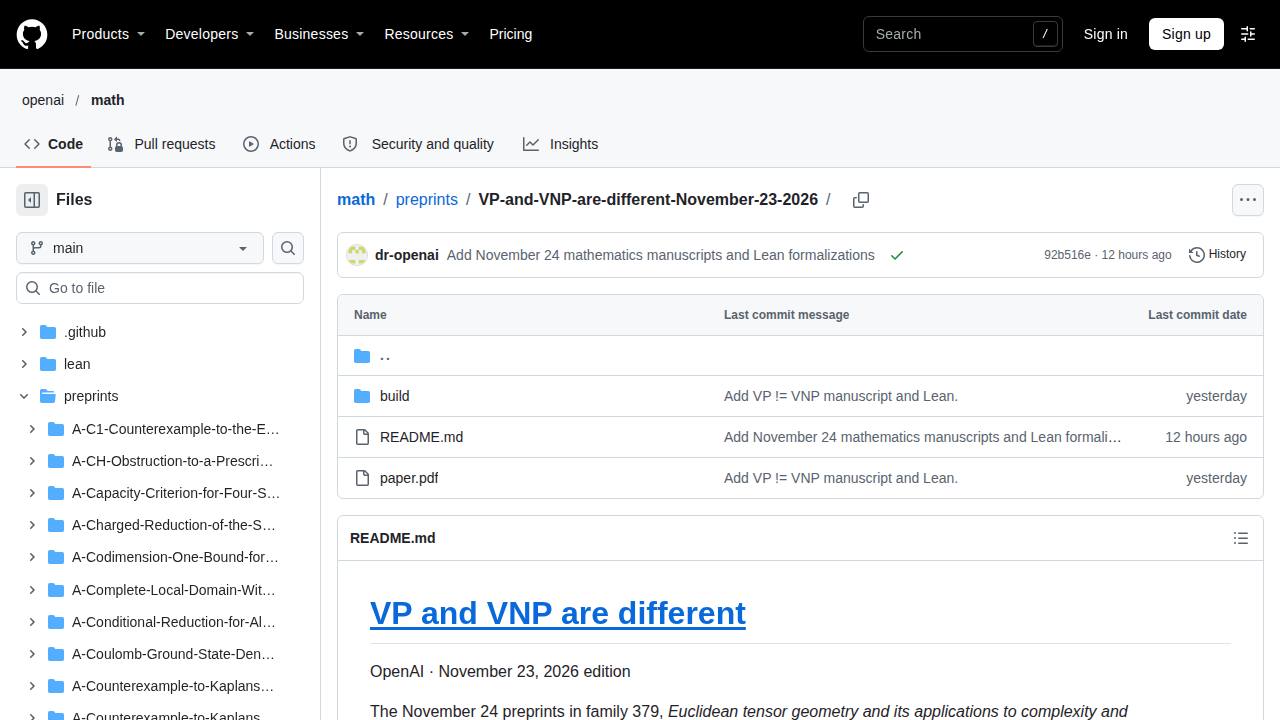 Products Developers Businesses Resources Pricing Search / Sign in Sign up
openai / math
Code Pull requests Actions Security and quality Insights
Files
main
Go to file
.github
lean
preprints
A-C1-Counterexample-to-the-E…
A-CH-Obstruction-to-a-Prescri…
A-Capacity-Criterion-for-Four-S…
A-Charged-Reduction-of-the-S…
A-Codimension-One-Bound-for…
A-Complete-Local-Domain-Wit…
A-Conditional-Reduction-for-Al…
A-Coulomb-Ground-State-Den…
A-Counterexample-to-Kaplans…
A-Counterexample-to-Kaplans
math / preprints / VP-and-VNP-are-different-November-23-2026 /
dr-openai Add November 24 mathematics manuscripts and Lean formalizations 92b516e · 12 hours ago History
Name Last commit message Last commit date
..
build Add VP != VNP manuscript and Lean. yesterday
README.md Add November 24 mathematics manuscripts and Lean formali… 12 hours ago
paper.pdf Add VP != VNP manuscript and Lean. yesterday
README.md
VP and VNP are different
OpenAI · November 23, 2026 edition
The November 24 preprints in family 379, Euclidean tensor geometry and its applications to complexity and